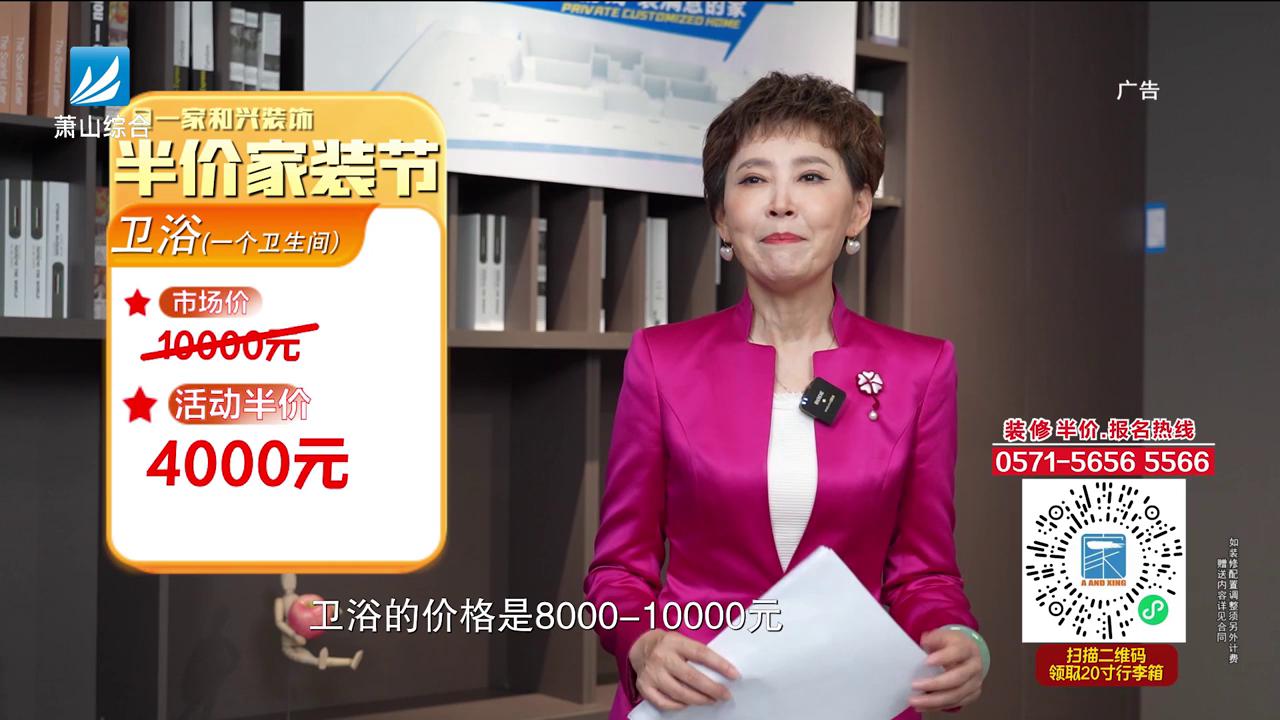 装满意的家
PRIVATE CUSTOMIZED HOME
广告
萧山综合
一家和兴装饰
半价家装节
卫浴(一个卫生间)
市场价
10000元
活动半价
4000元
装修半价.报名热线
0571-5656 5566
A AND XING
扫描二维码
领取20寸行李箱
如装修配置调整须另外计费
赠送内容详见合同
卫浴的价格是8000-10000元